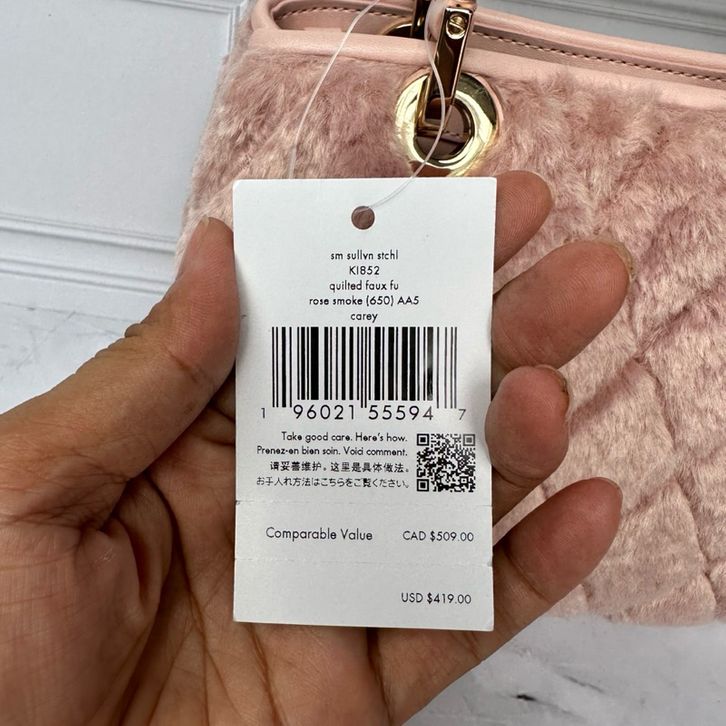 sm sullvn stchl
KI852
quilted faux fu
rose smoke (650) AA5
carey
1 96021 55594 7
Take good care. Here's how.
Prenez-en bien soin. Voici comment.
请妥善维护。这里是具体做法。
お手入れ方法はこちらをご覧ください。
Comparable Value CAD $509.00
USD $419.00